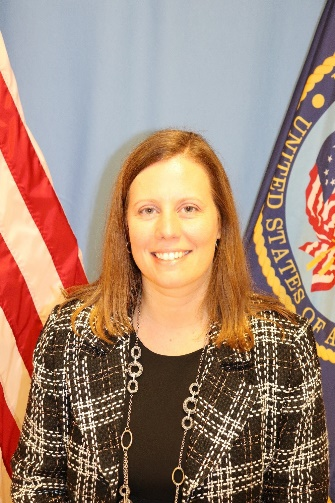 UNITED STATES OF A